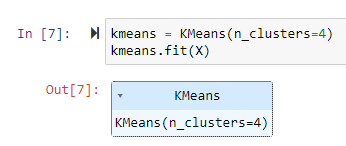 In [7]:
kmeans = KMeans(n_clusters=4)
kmeans.fit(X)
Out[7]:
KMeans
KMeans(n_clusters=4)